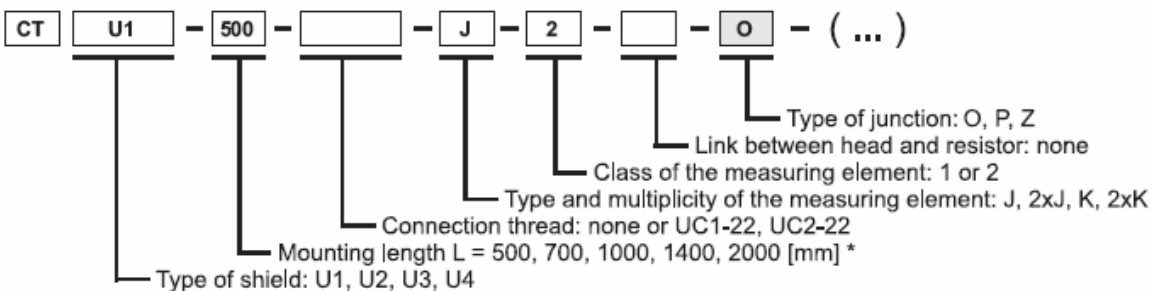 CT U1 - 500 - - J - 2 - - O - (...)
Type of junction: O, P, Z
Link between head and resistor: none
Class of the measuring element: 1 or 2
Type and multiplicity of the measuring element: J, 2xJ, K, 2xK
Connection thread: none or UC1-22, UC2-22
Mounting length L = 500, 700, 1000, 1400, 2000 [mm] *
Type of shield: U1, U2, U3, U4